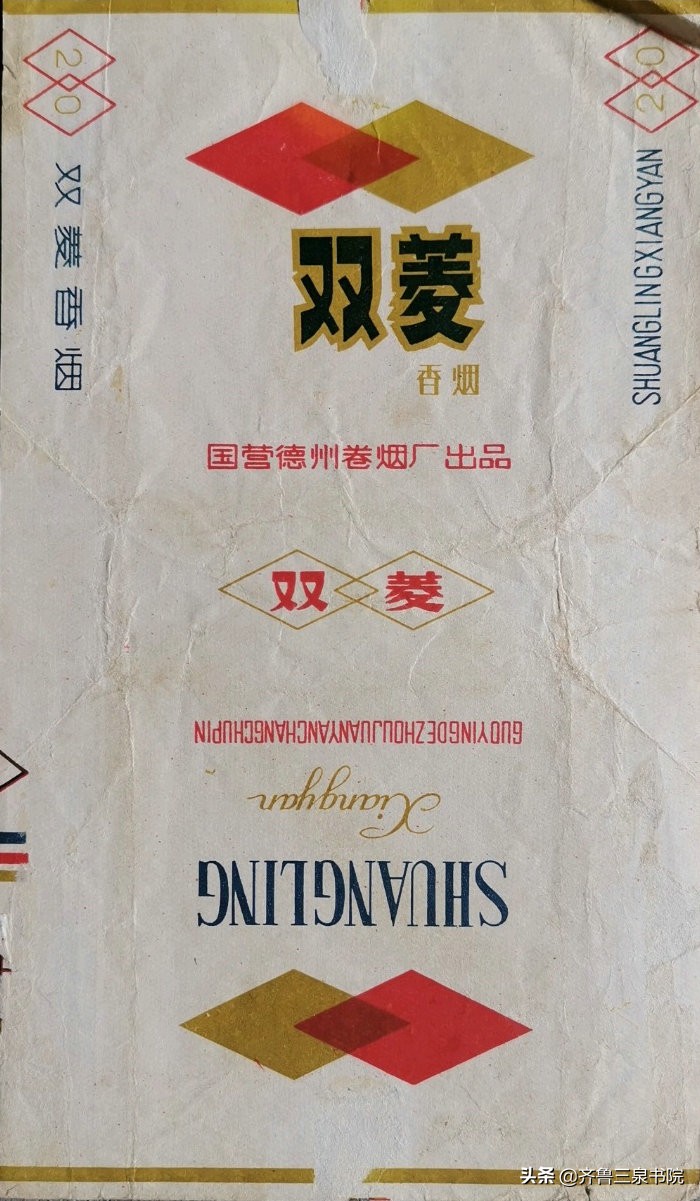 20
20
双菱香烟
SHUANGLINGXIANGYAN
双菱
香烟
国营德州卷烟厂出品
双菱
GUOYINGDEZHOUJUANYANCHANGCHUPIN
Xiangyan
SHUANGLING
头条 @齐鲁三泉书院